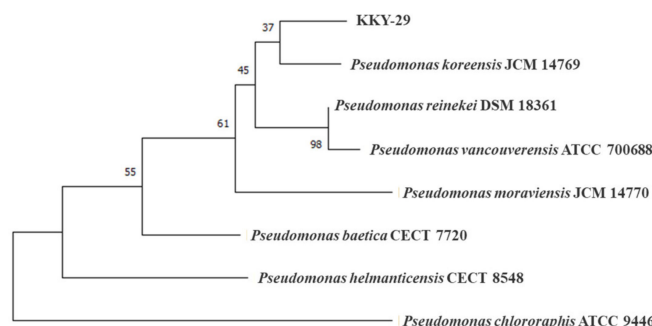 KKY-29
37
Pseudomonas koreensis JCM 14769
45
Pseudomonas reinekei DSM 18361
61
98
Pseudomonas vancouverensis ATCC 700688
55
Pseudomonas moraviensis JCM 14770
Pseudomonas baetica CECT 7720
Pseudomonas helmanticensis CECT 8548
Pseudomonas chlororaphis ATCC 9446